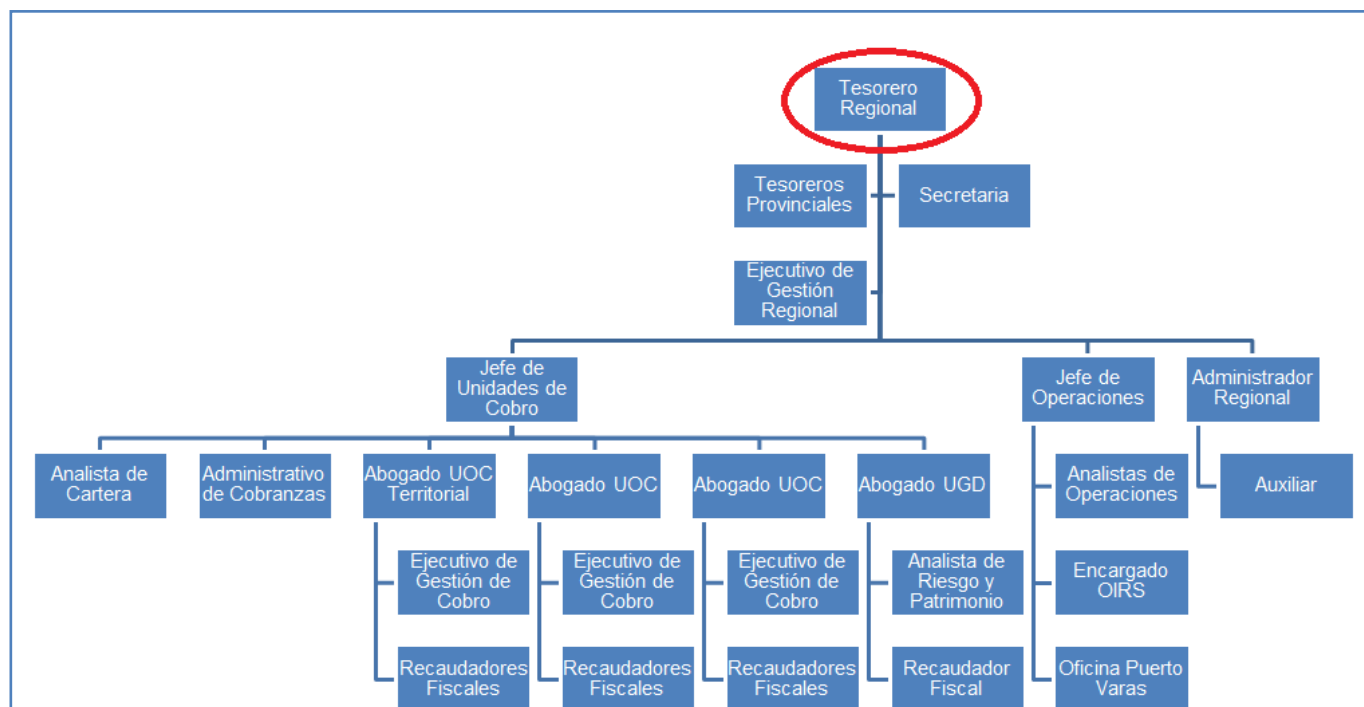 Tesorero
Regional
Tesoreros
Provinciales
Secretaria
Ejecutivo de
Gestión
Regional
Jefe de
Unidades de
Cobro
Jefe de
Operaciones
Administrador
Regional
Analista de
Cartera
Administrativo
de Cobranzas
Abogado UOC
Territorial
Abogado UOC
Abogado UOC
Abogado UGD
Analistas de
Operaciones
Auxiliar
Ejecutivo de
Gestión de
Cobro
Ejecutivo de
Gestión de
Cobro
Ejecutivo de
Gestión de
Cobro
Analista de
Riesgo y
Patrimonio
Encargado
OIRS
Recaudadores
Fiscales
Recaudadores
Fiscales
Recaudadores
Fiscales
Recaudador
Fiscal
Oficina Puerto
Varas